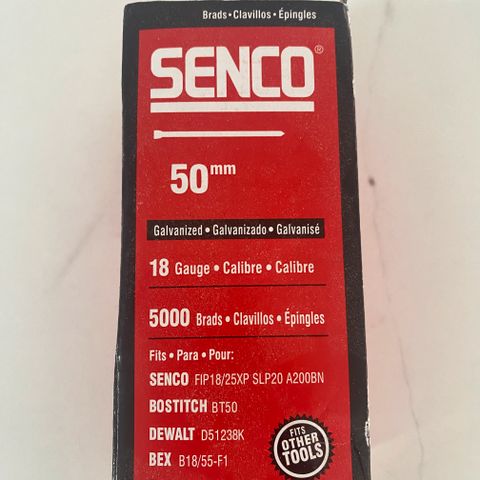 Brads • Clavillos • Épingles
SENCO®
50mm
Galvanized • Galvanizado • Galvanisé
18 Gauge • Calibre • Calibre
5000 Brads • Clavillos • Épingles
Fits • Para • Pour:
SENCO FIP18/25XP SLP20 A200BN
BOSTITCH BT50
DEWALT D51238K
BEX B18/55-F1
FITS
OTHER
TOOLS